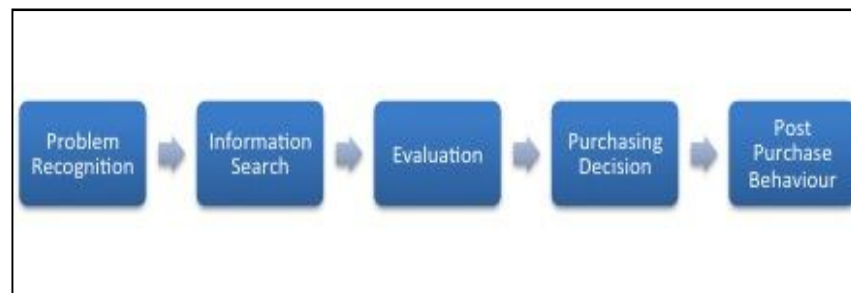 Problem
Recognition
Information
Search
Evaluation
Purchasing
Decision
Post
Purchase
Behaviour